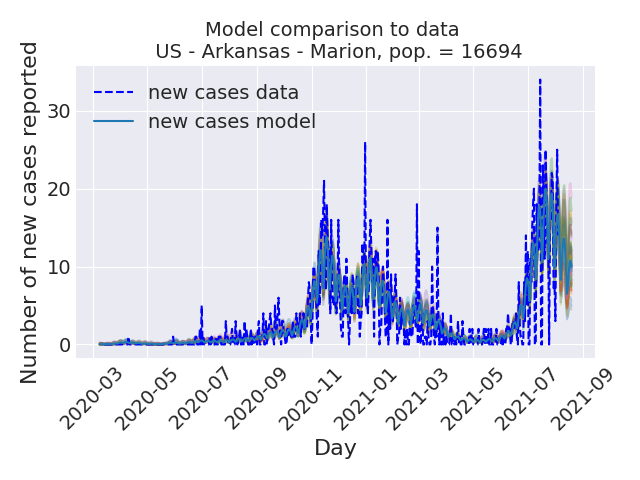 Model comparison to data
US - Arkansas - Marion, pop. = 16694
new cases data
new cases model
Number of new cases reported
30
20
10
0
2020-03
2020-05
2020-07
2020-09
2020-11
2021-01
2021-03
2021-05
2021-07
2021-09
Day